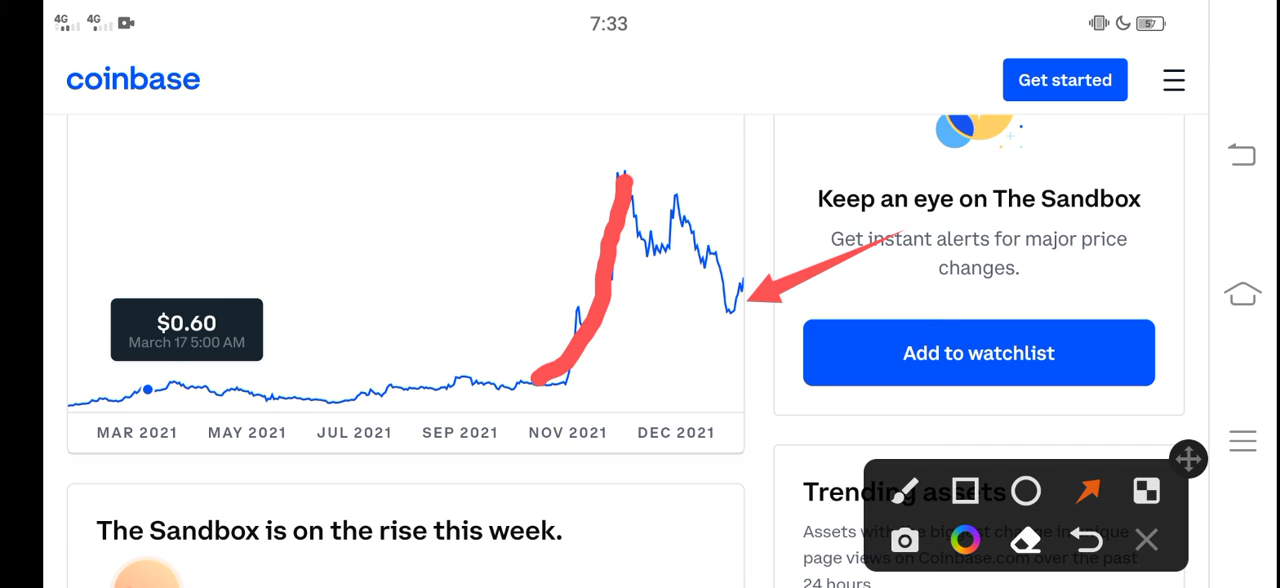 4G 4G 7:33 57
coinbase
Get started
$0.60
March 17 5:00 AM
MAR 2021 MAY 2021 JUL 2021 SEP 2021 NOV 2021 DEC 2021
Keep an eye on The Sandbox
Get instant alerts for major price
changes.
Add to watchlist
The Sandbox is on the rise this week.
Trending assets
Assets with the biggest change in unique
page views on Coinbase.com over the past
24 hours